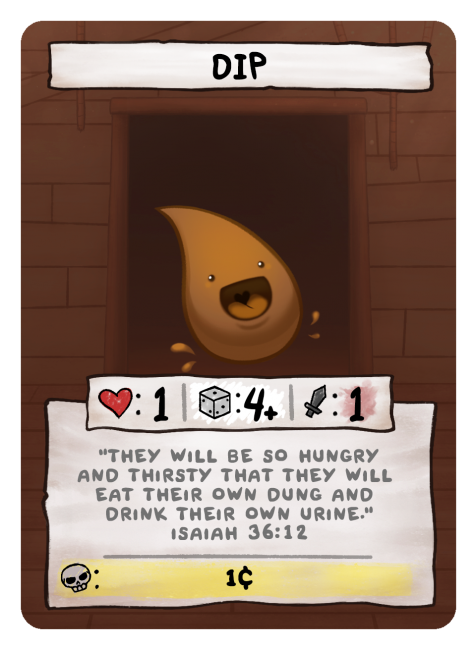 DIP
: 1 | : 4+ | : 1
"THEY WILL BE SO HUNGRY
AND THIRSTY THAT THEY WILL
EAT THEIR OWN DUNG AND
DRINK THEIR OWN URINE."
ISAIAH 36:12
: 1¢